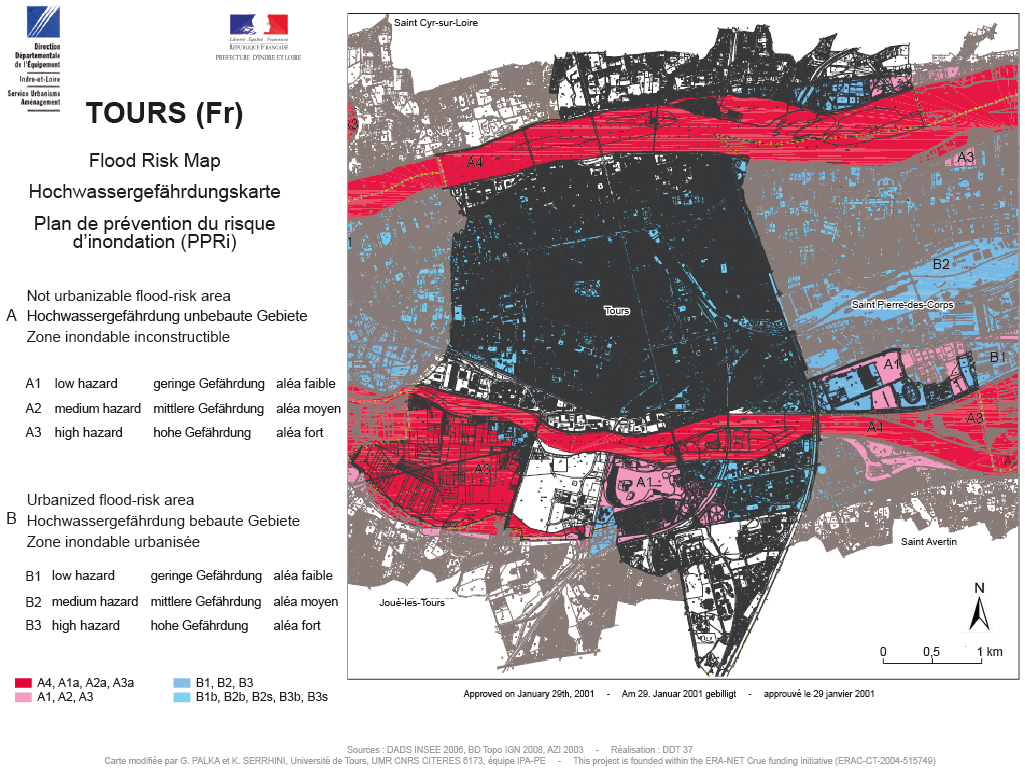 Direction
Départementale
de l'Équipement
Indre-et-Loire
Service Urbanisme
Aménagement
Liberté • Égalité • Fraternité
RÉPUBLIQUE FRANÇAISE
PREFECTURE D'INDRE ET LOIRE
TOURS (Fr)
Flood Risk Map
Hochwassergefährdungskarte
Plan de prévention du risque
d'inondation (PPRi)
Not urbanizable flood-risk area
A Hochwassergefährdung unbebaute Gebiete
Zone inondable inconstructible
A1 low hazard geringe Gefährdung aléa faible
A2 medium hazard mittlere Gefährdung aléa moyen
A3 high hazard hohe Gefährdung aléa fort
Urbanized flood-risk area
B Hochwassergefährdung bebaute Gebiete
Zone inondable urbanisée
B1 low hazard geringe Gefährdung aléa faible
B2 medium hazard mittlere Gefährdung aléa moyen
B3 high hazard hohe Gefährdung aléa fort
A4, A1a, A2a, A3a B1, B2, B3
A1, A2, A3 B1b, B2b, B2s, B3b, B3s
Saint Cyr-sur-Loire
A3
A4
A3
B2
Saint Pierre-des-Corps
Tours
B1
A1
A3
A4
A3
A1
Saint Avertin
Joué-les-Tours
N
0 0,5 1 km
Approved on January 29th, 2001 - Am 29. Januar 2001 gebilligt - approuvé le 29 janvier 2001
Sources : DADS INSEE 2006, BD Topo IGN 2008, AZI 2003 - Réalisation : DDT 37
Carte modifiée par G. PALKA et K. SERRHINI, Université de Tours, UMR CNRS CITERES 6173, équipe IPA-PE - This project is founded within the ERA-NET Crue funding initiative (ERAC-CT-2004-515749)